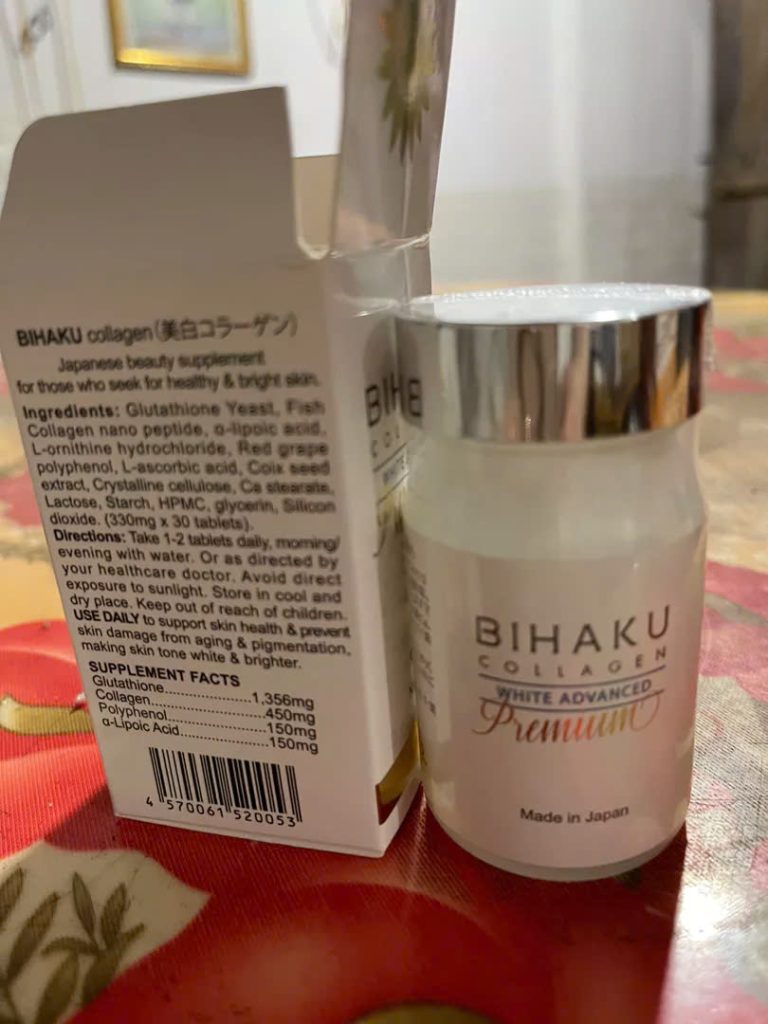 BIHAKU collagen(美白コラーゲン)
Japanese beauty supplement
for those who seek for healthy & bright skin.
Ingredients: Glutathione Yeast, Fish
Collagen nano peptide, α-lipoic acid,
L-ornithine hydrochloride, Red grape
polyphenol, L-ascorbic acid, Coix seed
extract, Crystalline cellulose, Ca stearate,
Lactose, Starch, HPMC, glycerin, Silicon
dioxide. (330mg x 30 tablets).
Directions: Take 1-2 tablets daily, morning/
evening with water. Or as directed by
your healthcare doctor. Avoid direct
exposure to sunlight. Store in cool and
dry place. Keep out of reach of children.
USE DAILY to support skin health & prevent
skin damage from aging & pigmentation,
making skin tone white & brighter.
SUPPLEMENT FACTS
Glutathione......................1,356mg
Collagen.............................450mg
Polyphenol.........................150mg
α-Lipoic Acid.......................150mg
4 570061 520053
BIHAKU
COLLAGEN
WHITE ADVANCED
Premium
Made in Japan